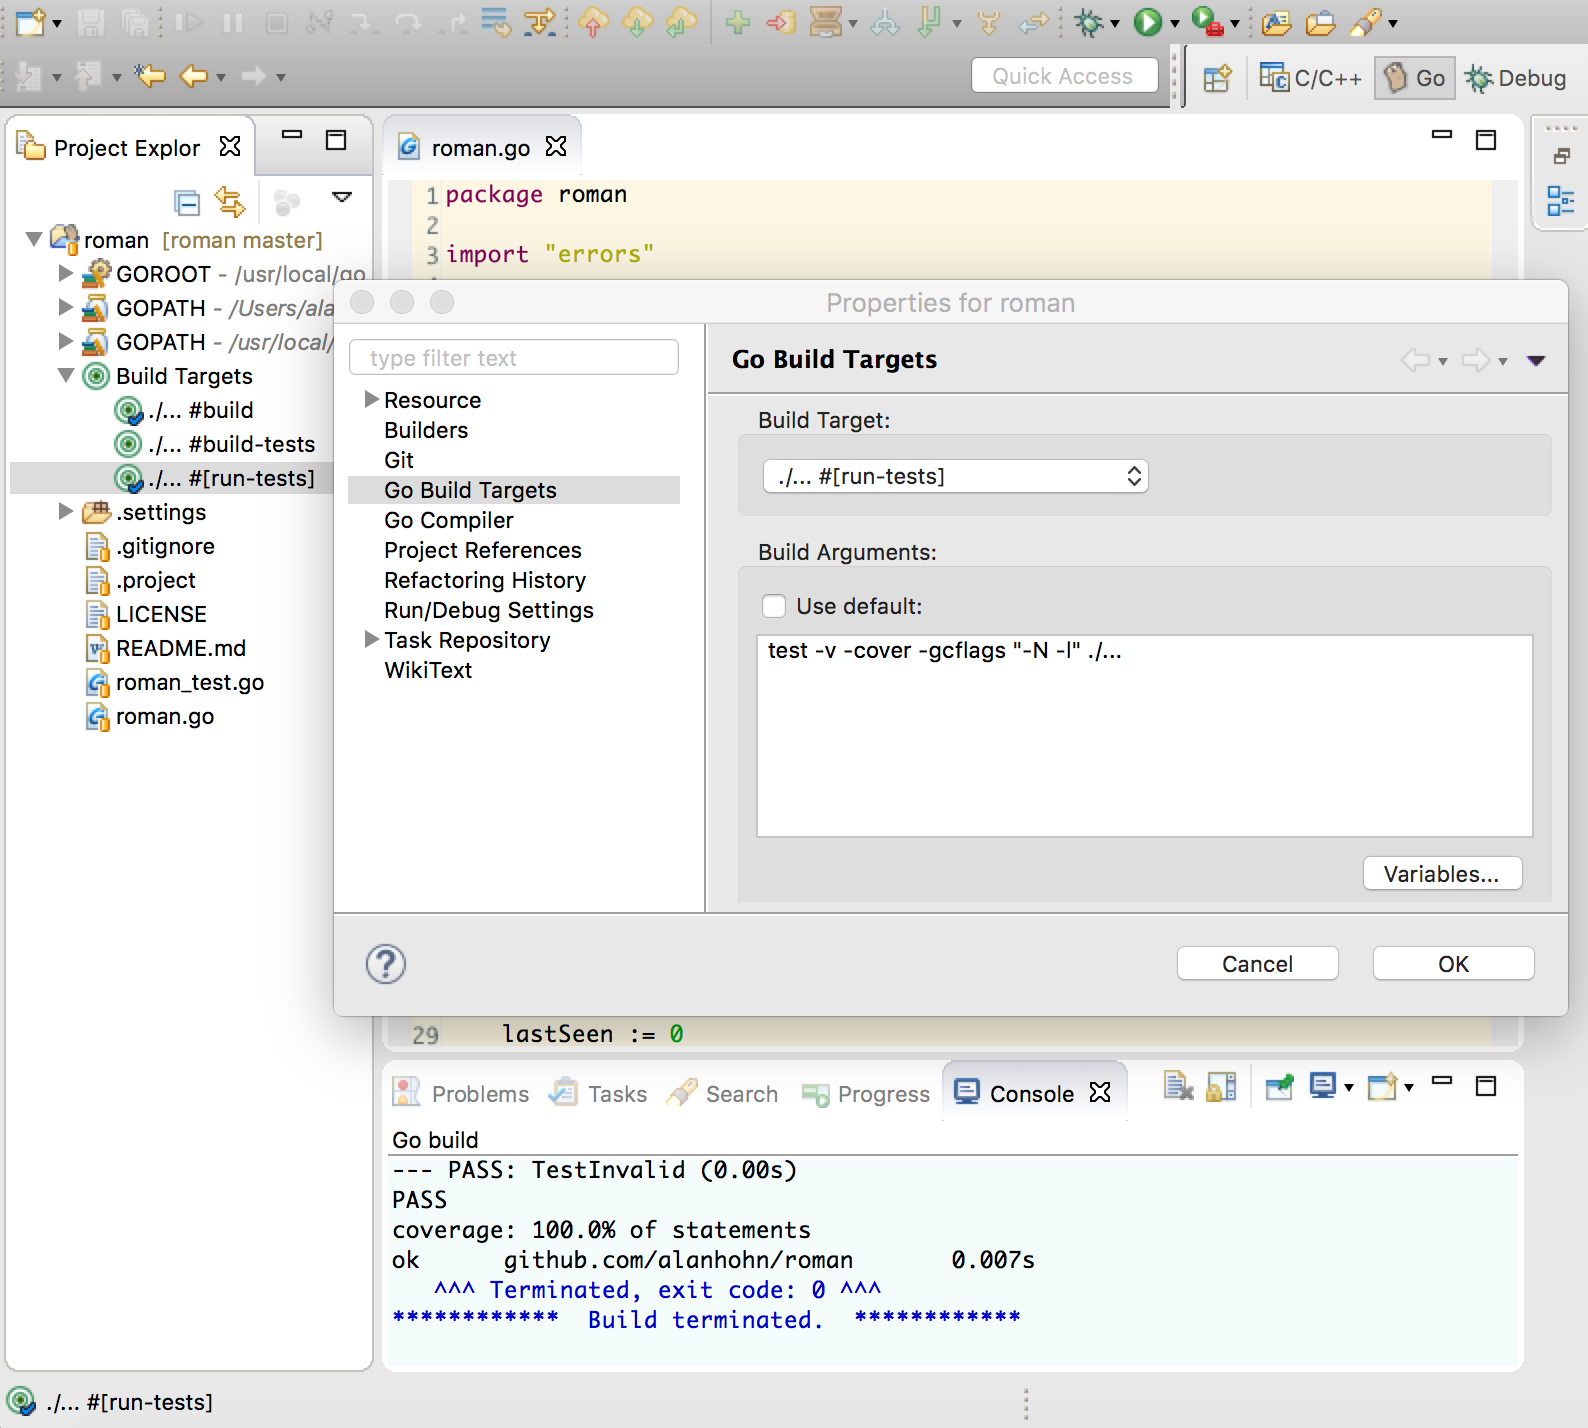 Quick Access
C/C++
Go
Debug
Project Explor
roman [roman master]
GOROOT - /usr/local/go
GOPATH - /Users/ala
GOPATH - /usr/local/
Build Targets
./... #build
./... #build-tests
./... #[run-tests]
.settings
.gitignore
.project
LICENSE
README.md
roman_test.go
roman.go
roman.go
1 package roman
2
3 import "errors"
Properties for roman
type filter text
Resource
Builders
Git
Go Build Targets
Go Compiler
Project References
Refactoring History
Run/Debug Settings
Task Repository
WikiText
Go Build Targets
Build Target:
./... #[run-tests]
Build Arguments:
Use default:
test -v -cover -gcflags "-N -l" ./...
Variables...
?
Cancel
OK
29 lastSeen := 0
Problems
Tasks
Search
Progress
Console
Go build
--- PASS: TestInvalid (0.00s)
PASS
coverage: 100.0% of statements
ok github.com/alanhohn/roman 0.007s
^^^ Terminated, exit code: 0 ^^^
************ Build terminated. ************
./... #[run-tests]